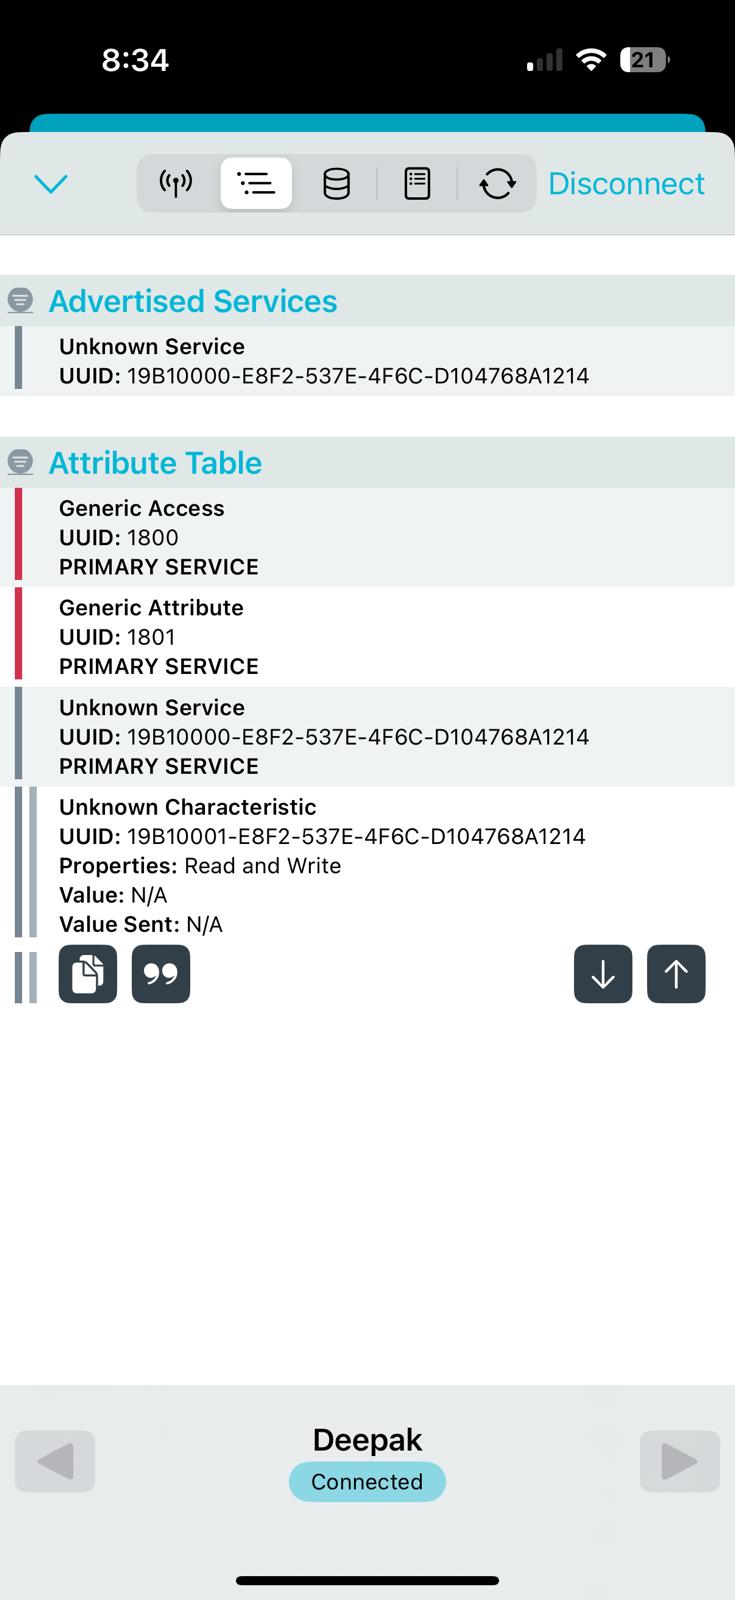 8:34
21
Disconnect
Advertised Services
Unknown Service
UUID: 19B10000-E8F2-537E-4F6C-D104768A1214
Attribute Table
Generic Access
UUID: 1800
PRIMARY SERVICE
Generic Attribute
UUID: 1801
PRIMARY SERVICE
Unknown Service
UUID: 19B10000-E8F2-537E-4F6C-D104768A1214
PRIMARY SERVICE
Unknown Characteristic
UUID: 19B10001-E8F2-537E-4F6C-D104768A1214
Properties: Read and Write
Value: N/A
Value Sent: N/A
Deepak
Connected